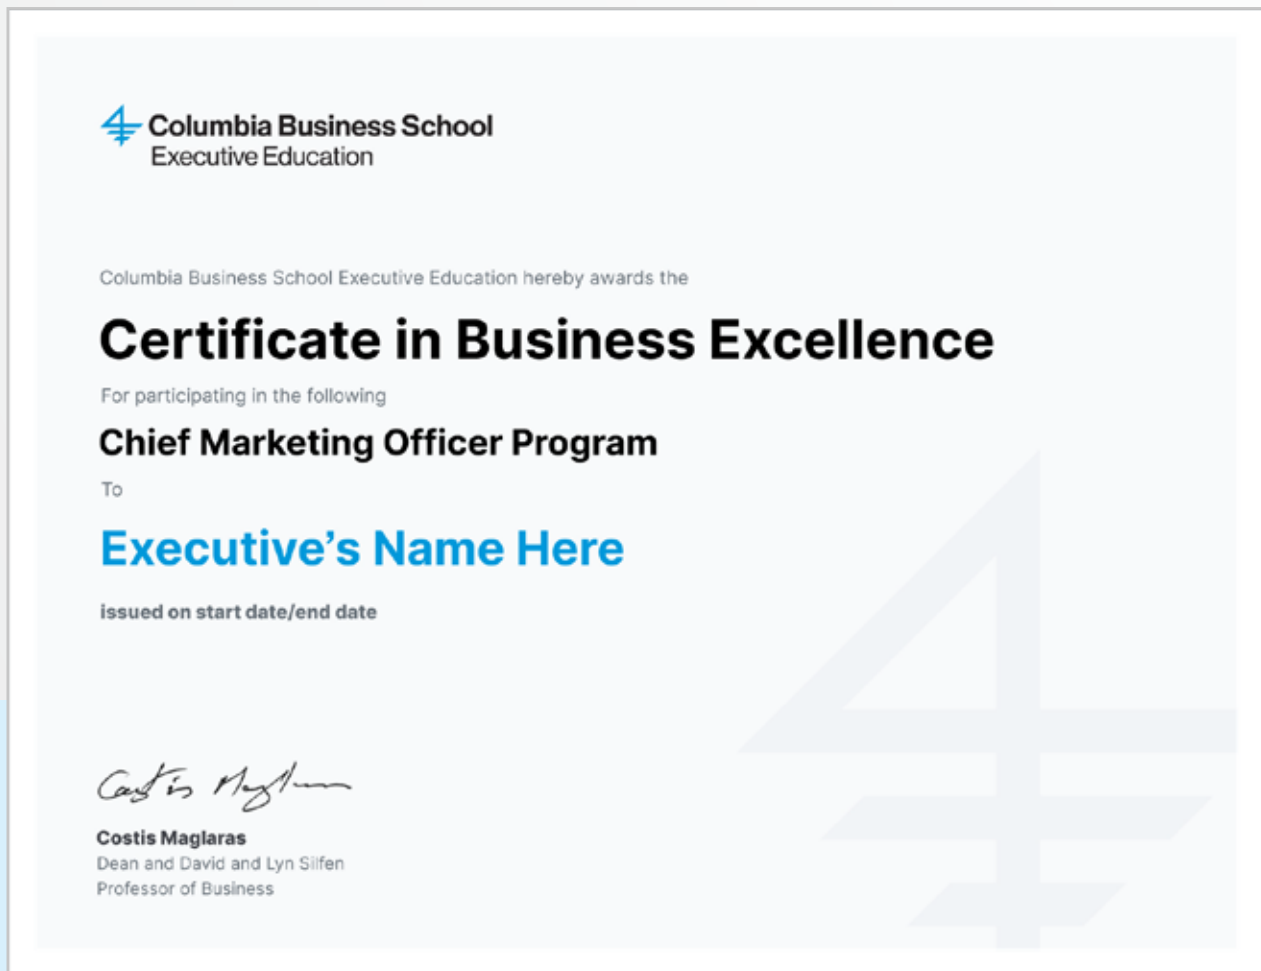 Columbia Business School
Executive Education
Columbia Business School Executive Education hereby awards the
Certificate in Business Excellence
For participating in the following
Chief Marketing Officer Program
To
Executive’s Name Here
issued on start date/end date
Costis Maglaras
Costis Maglaras
Dean and David and Lyn Silfen
Professor of Business